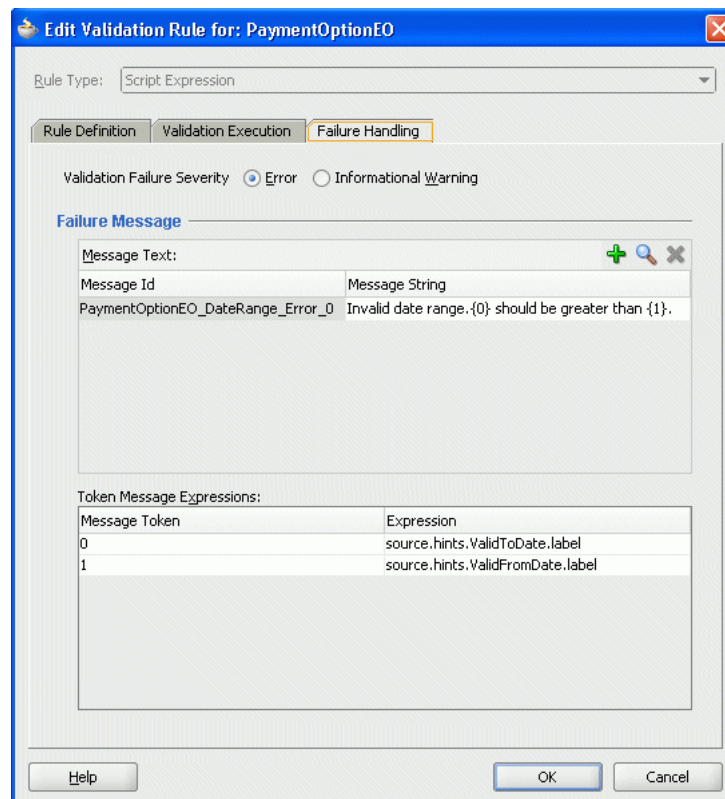 Edit Validation Rule for: PaymentOptionEO
Rule Type: Script Expression
Rule Definition Validation Execution Failure Handling
Validation Failure Severity Error Informational Warning
Failure Message
Message Text:
Message Id Message String
PaymentOptionEO_DateRange_Error_0 Invalid date range.{0} should be greater than {1}.
Token Message Expressions:
Message Token Expression
0 source.hints.ValidToDate.label
1 source.hints.ValidFromDate.label
Help OK Cancel